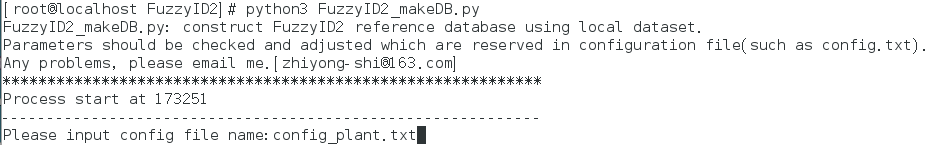 [root@localhost FuzzyID2]# python3 FuzzyID2_makeDB.py
FuzzyID2_makeDB.py: construct FuzzyID2 reference database using local dataset.
Parameters should be checked and adjusted which are reserved in configuration file(such as config.txt).
Any problems, please email me.[zhiyong-shi@163.com]
************************************************************
Process start at 173251
------------------------------------------------------------
Please input config file name:config_plant.txt